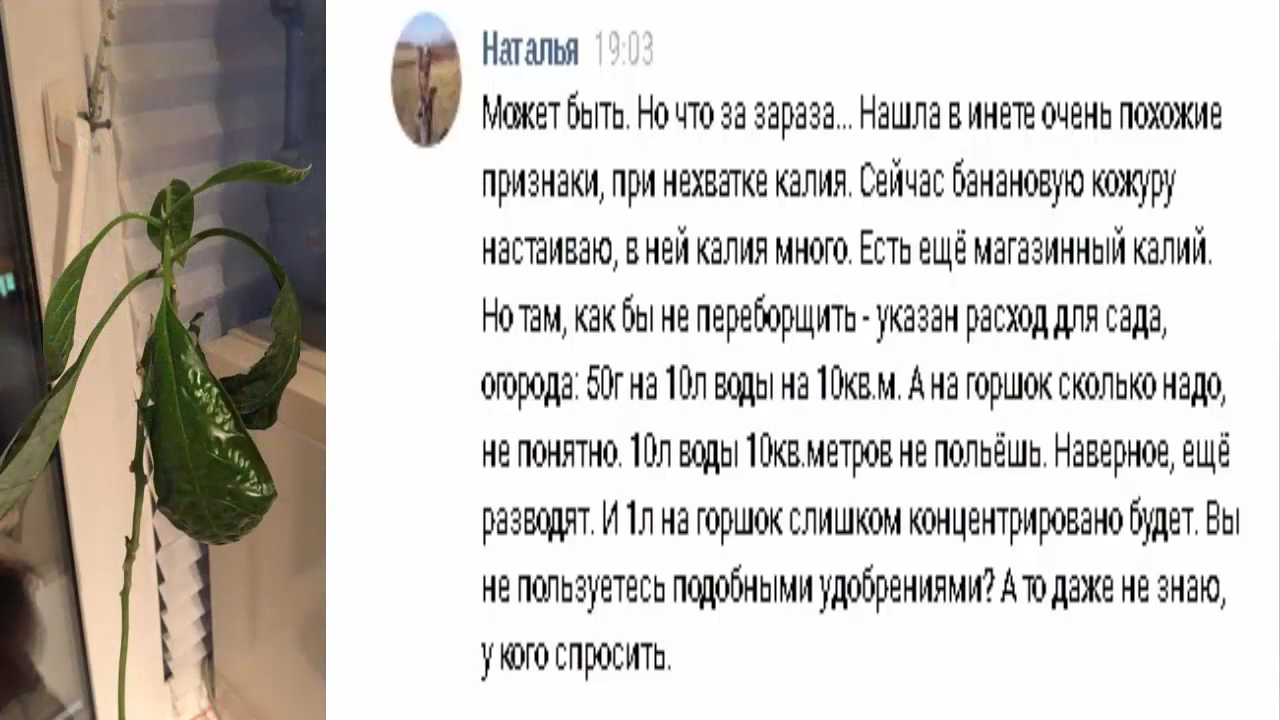 Наталья 19:03
Может быть. Но что за зараза... Нашла в инете очень похожие
признаки, при нехватке калия. Сейчас банановую кожуру
настаиваю, в ней калия много. Есть ещё магазинный калий.
Но там, как бы не переборщить - указан расход для сада,
огорода: 50г на 10л воды на 10кв.м. А на горшок сколько надо,
не понятно. 10л воды 10кв.метров не польёшь. Наверное, ещё
разводят. И 1л на горшок слишком концентрировано будет. Вы
не пользуетесь подобными удобрениями? А то даже не знаю,
у кого спросить.